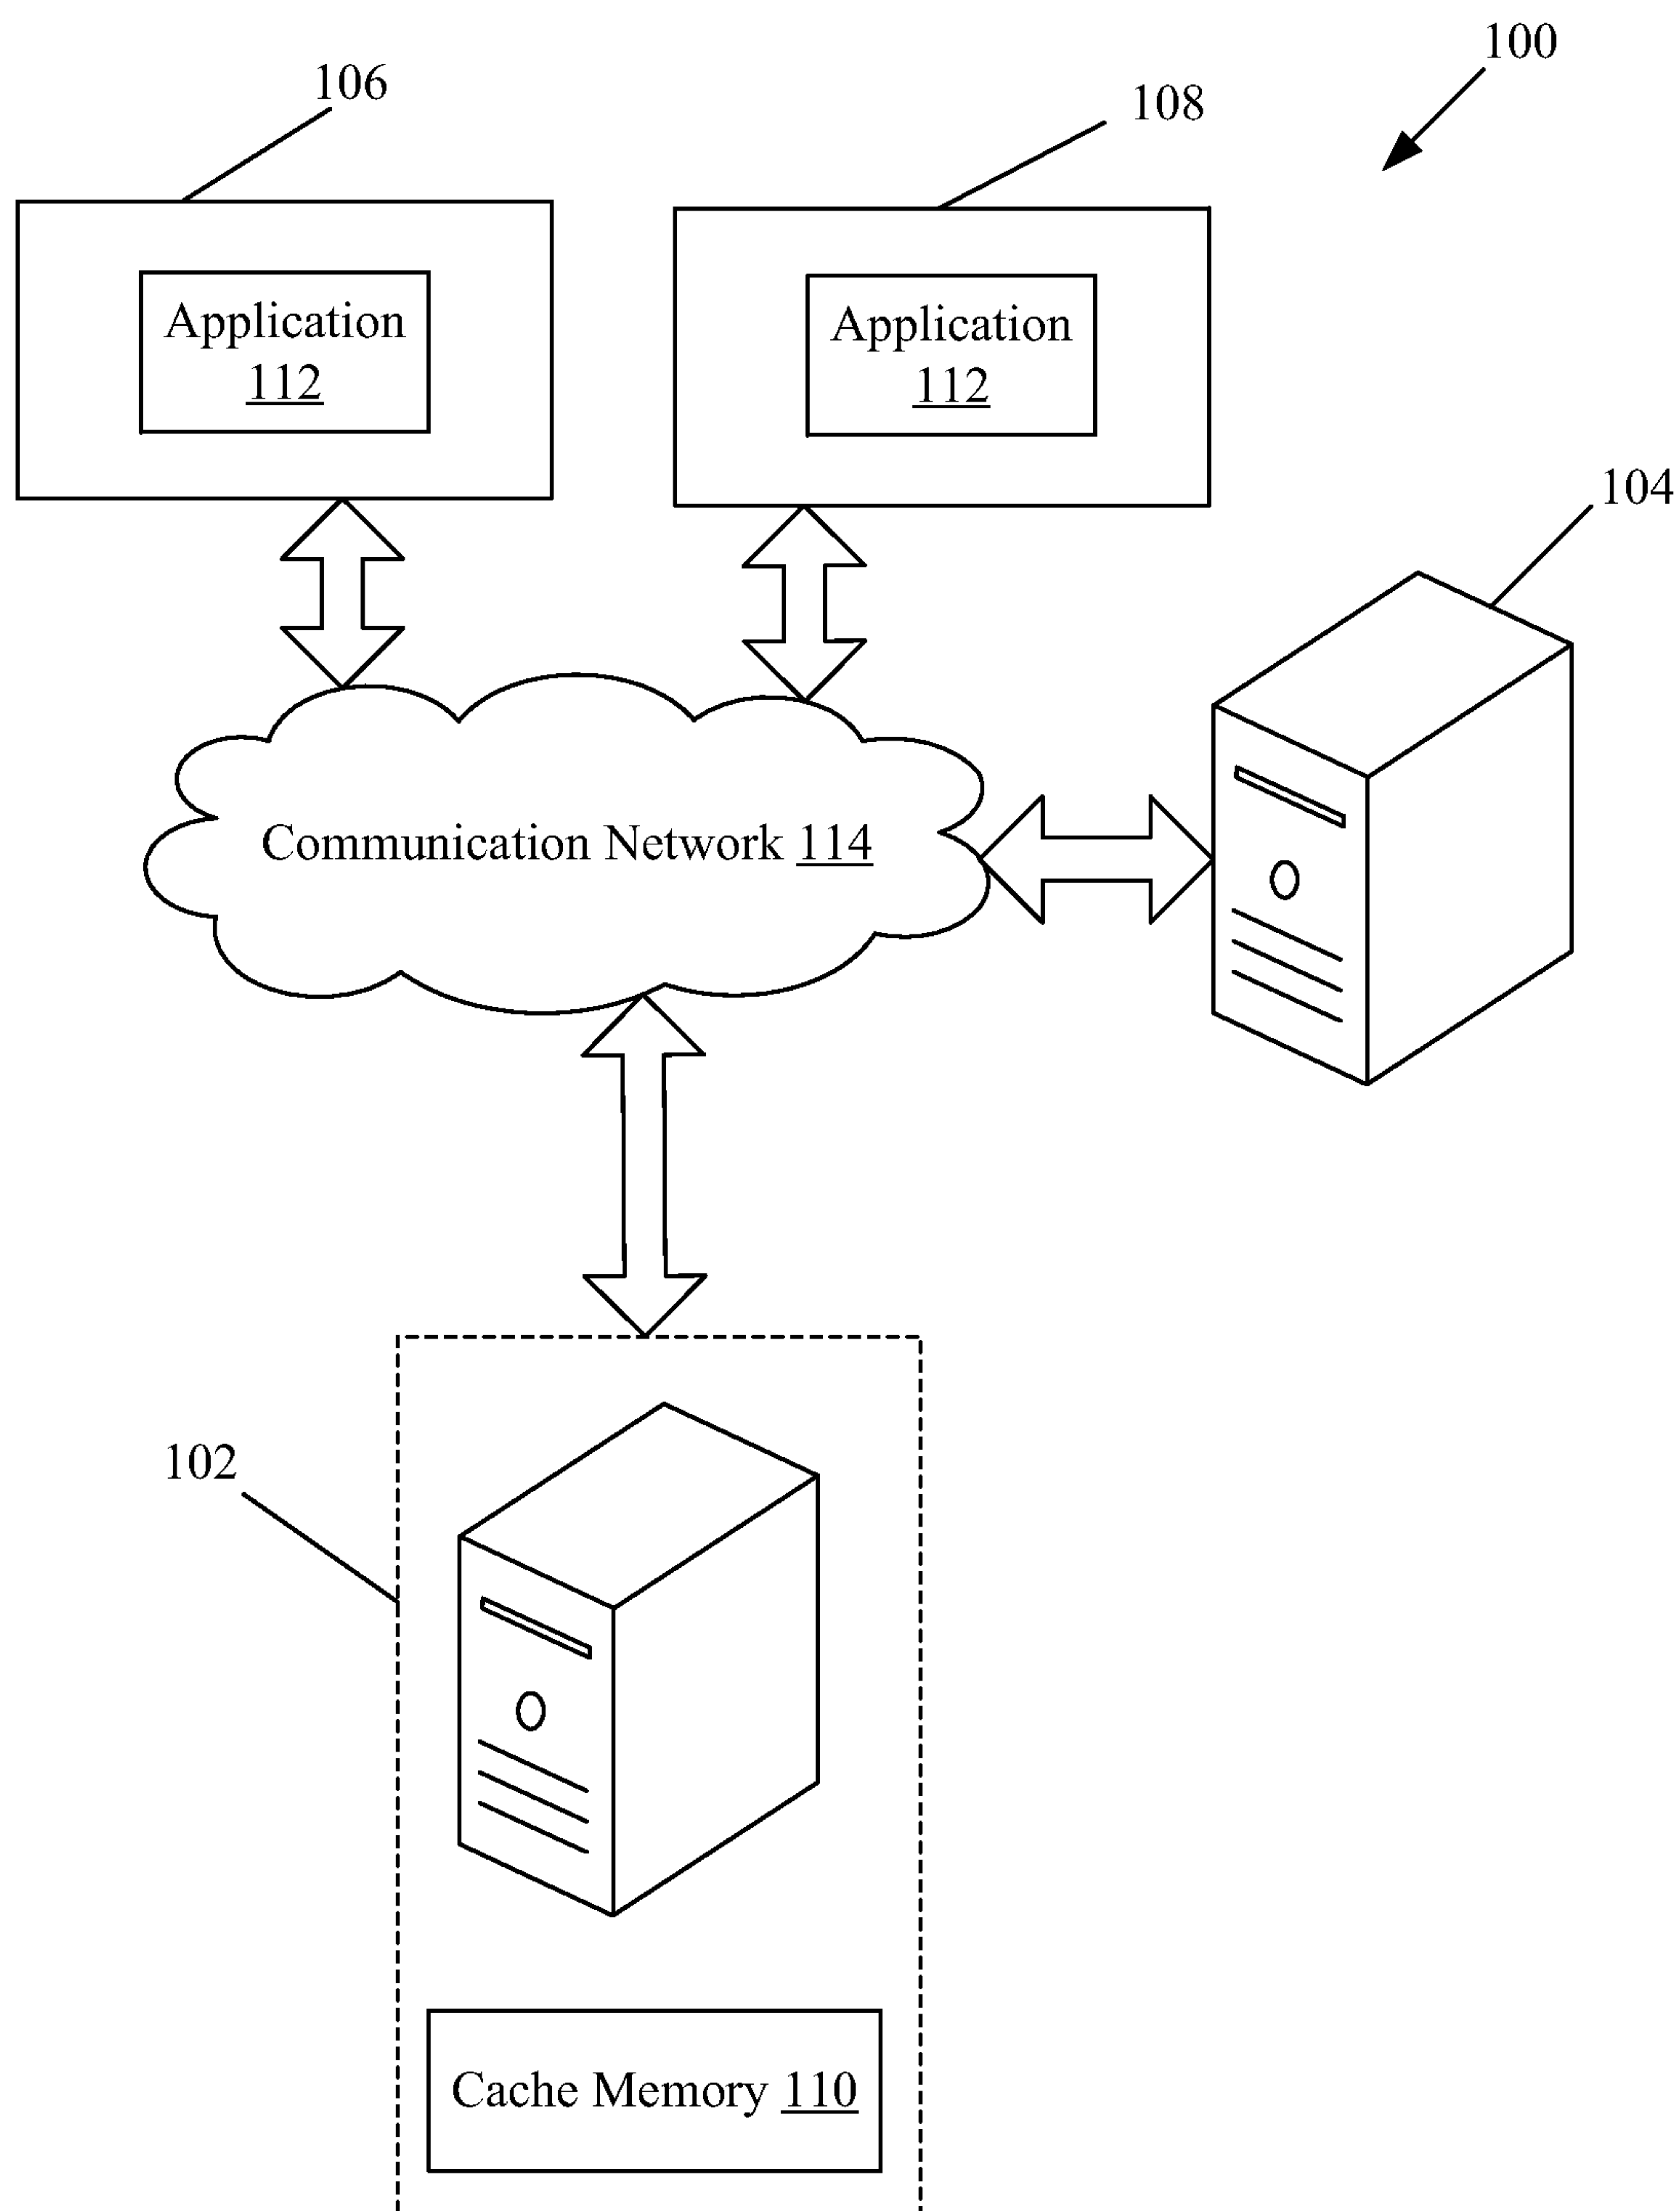 100
106
108
Application
112
Application
112
104
Communication Network 114
102
Cache Memory 110